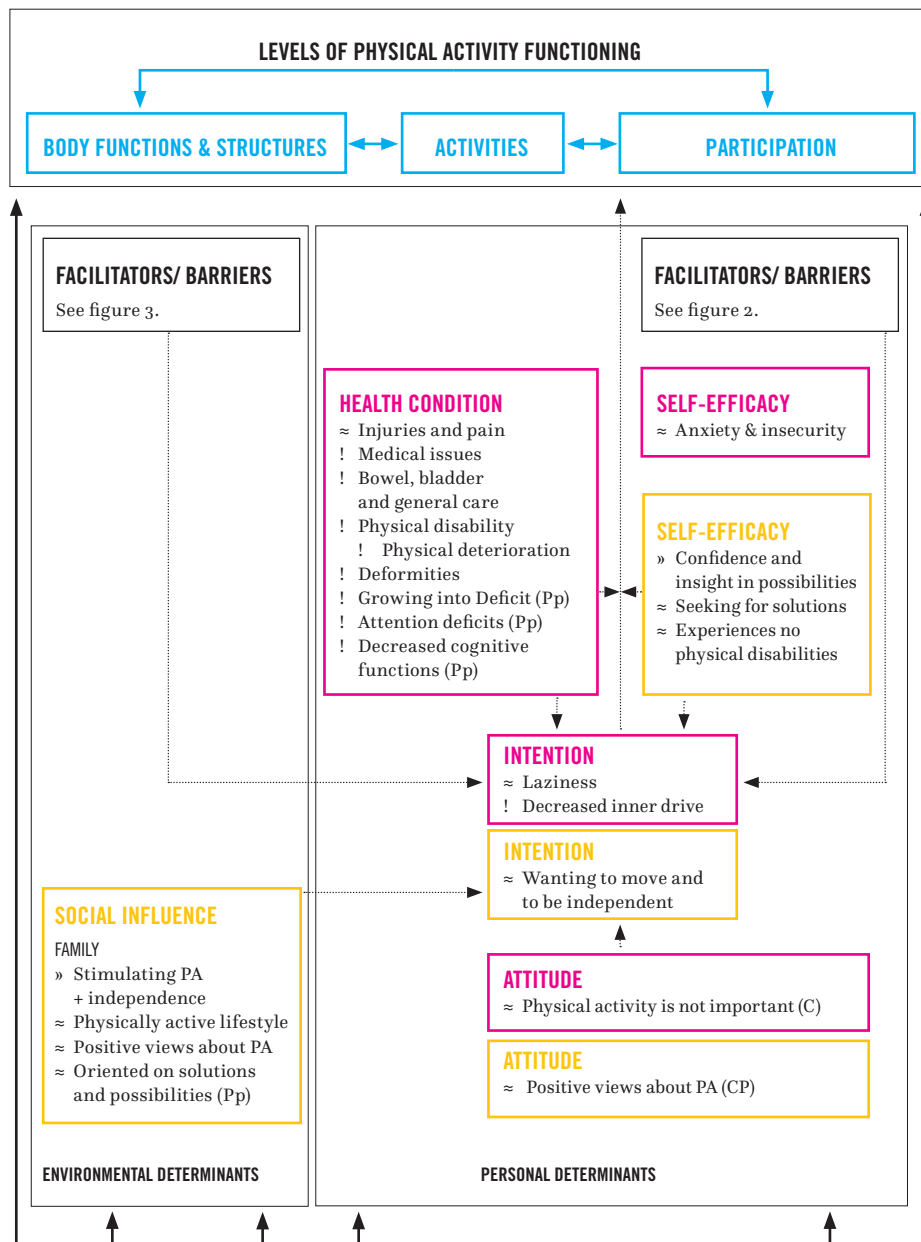 LEVELS OF PHYSICAL ACTIVITY FUNCTIONING
BODY FUNCTIONS & STRUCTURES
ACTIVITIES
PARTICIPATION
FACILITATORS/ BARRIERS
See figure 3.
FACILITATORS/ BARRIERS
See figure 2.
HEALTH CONDITION
≈ Injuries and pain
! Medical issues
! Bowel, bladder
and general care
! Physical disability
! Physical deterioration
! Deformities
! Growing into Deficit (Pp)
! Attention deficits (Pp)
! Decreased cognitive
functions (Pp)
SELF-EFFICACY
≈ Anxiety & insecurity
SELF-EFFICACY
» Confidence and
insight in possibilities
≈ Seeking for solutions
≈ Experiences no
physical disabilities
INTENTION
≈ Laziness
! Decreased inner drive
INTENTION
≈ Wanting to move and
to be independent
SOCIAL INFLUENCE
FAMILY
» Stimulating PA
+ independence
≈ Physically active lifestyle
≈ Positive views about PA
≈ Oriented on solutions
and possibilities (Pp)
ATTITUDE
≈ Physical activity is not important (C)
ATTITUDE
≈ Positive views about PA (CP)
ENVIRONMENTAL DETERMINANTS
PERSONAL DETERMINANTS